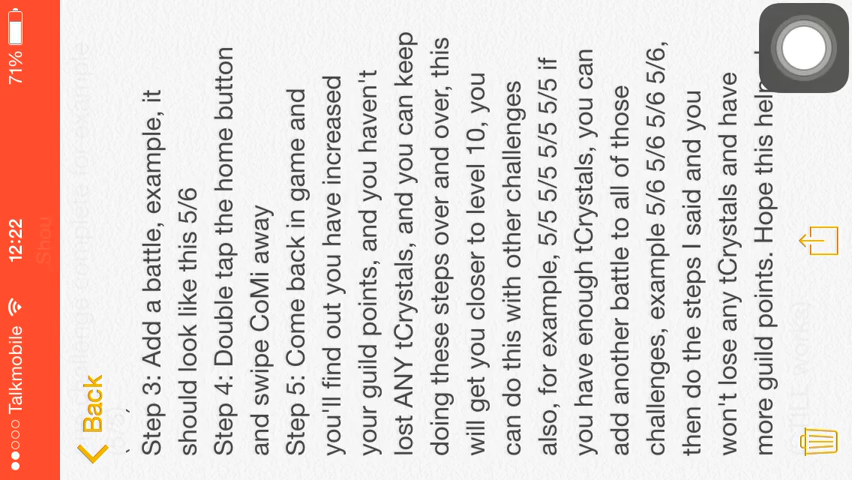 Talkmobile 12:22 71%
Shou
Back
Step 3: Add a battle, example, it
should look like this 5/6
Step 4: Double tap the home button
and swipe CoMi away
Step 5: Come back in game and
you'll find out you have increased
your guild points, and you haven't
lost ANY tCrystals, and you can keep
doing these steps over and over, this
will get you closer to level 10, you
can do this with other challenges
also, for example, 5/5 5/5 5/5 5/5 if
you have enough tCrystals, you can
add another battle to all of those
challenges, example 5/6 5/6 5/6 5/6,
then do the steps I said and you
won't lose any tCrystals and have
more guild points. Hope this